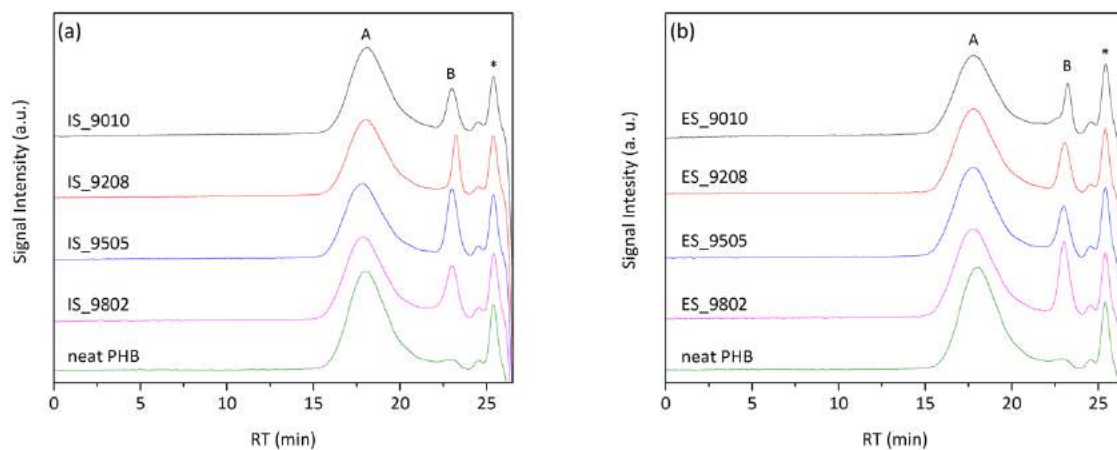 (a)
A
B
*
IS_9010
IS_9208
IS_9505
IS_9802
neat PHB
Signal Intensity (a.u.)
0 5 10 15 20 25
RT (min)
(b)
A
B
*
ES_9010
ES_9208
ES_9505
ES_9802
neat PHB
Signal Intesity (a. u.)
0 5 10 15 20 25
RT (min)